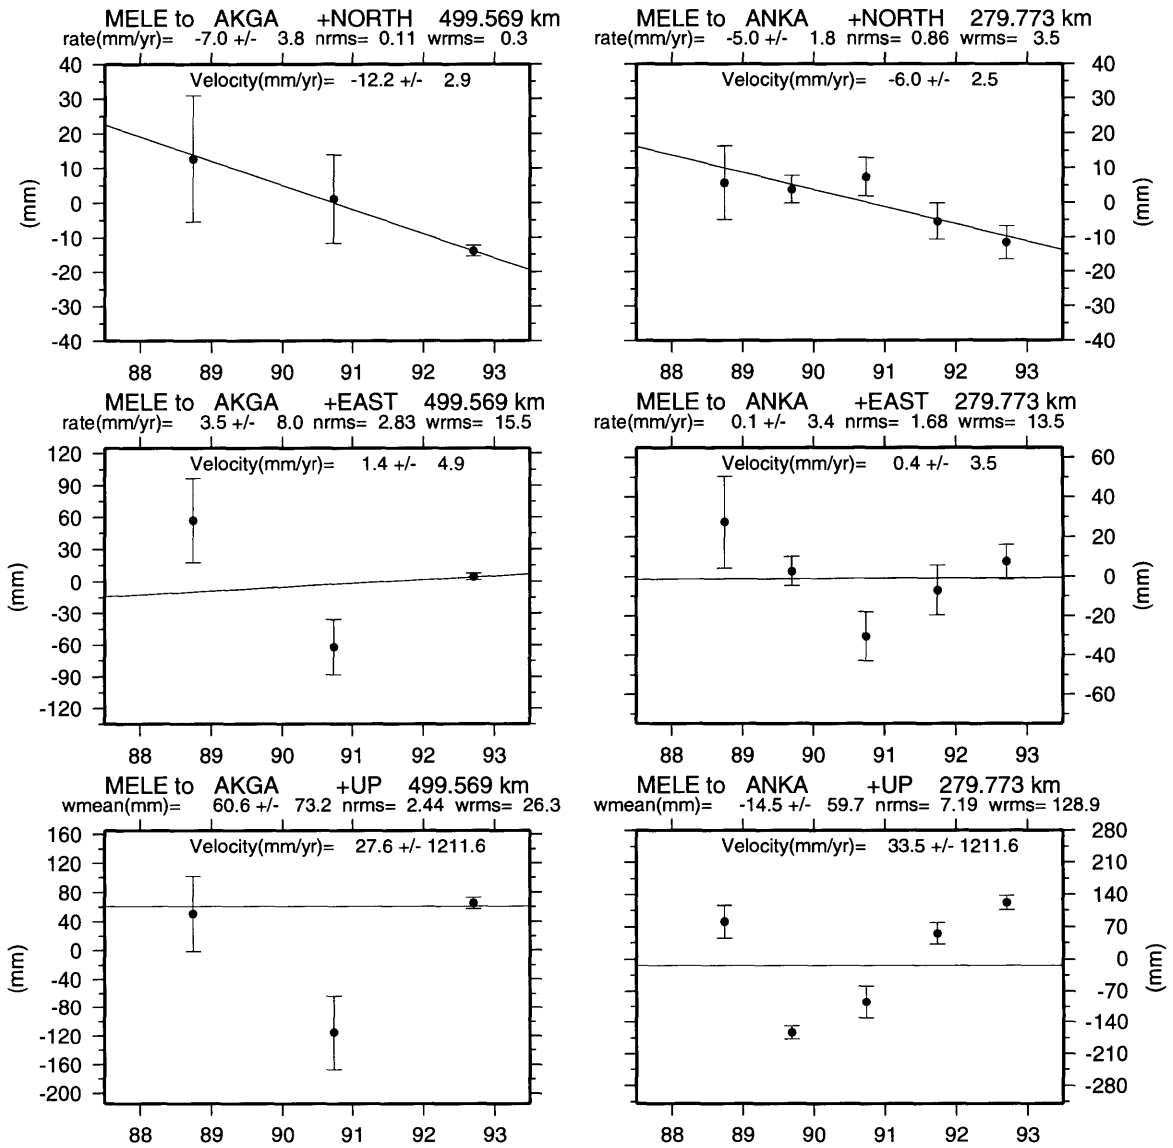 MELE to AKGA +NORTH 499.569 km
rate(mm/yr)= -7.0 +/- 3.8 nrms= 0.11 wrms= 0.3
Velocity(mm/yr)= -12.2 +/- 2.9
40
30
20
10
0
-10
-20
-30
-40
(mm)
88 89 90 91 92 93
MELE to ANKA +NORTH 279.773 km
rate(mm/yr)= -5.0 +/- 1.8 nrms= 0.86 wrms= 3.5
Velocity(mm/yr)= -6.0 +/- 2.5
40
30
20
10
0
-10
-20
-30
-40
(mm)
88 89 90 91 92 93
MELE to AKGA +EAST 499.569 km
rate(mm/yr)= 3.5 +/- 8.0 nrms= 2.83 wrms= 15.5
Velocity(mm/yr)= 1.4 +/- 4.9
120
90
60
30
0
-30
-60
-90
-120
(mm)
88 89 90 91 92 93
MELE to ANKA +EAST 279.773 km
rate(mm/yr)= 0.1 +/- 3.4 nrms= 1.68 wrms= 13.5
Velocity(mm/yr)= 0.4 +/- 3.5
60
40
20
0
-20
-40
-60
(mm)
88 89 90 91 92 93
MELE to AKGA +UP 499.569 km
wmean(mm)= 60.6 +/- 73.2 nrms= 2.44 wrms= 26.3
Velocity(mm/yr)= 27.6 +/- 1211.6
160
120
80
40
0
-40
-80
-120
-160
-200
(mm)
88 89 90 91 92 93
MELE to ANKA +UP 279.773 km
wmean(mm)= -14.5 +/- 59.7 nrms= 7.19 wrms= 128.9
Velocity(mm/yr)= 33.5 +/- 1211.6
280
210
140
70
0
-70
-140
-210
-280
(mm)
88 89 90 91 92 93